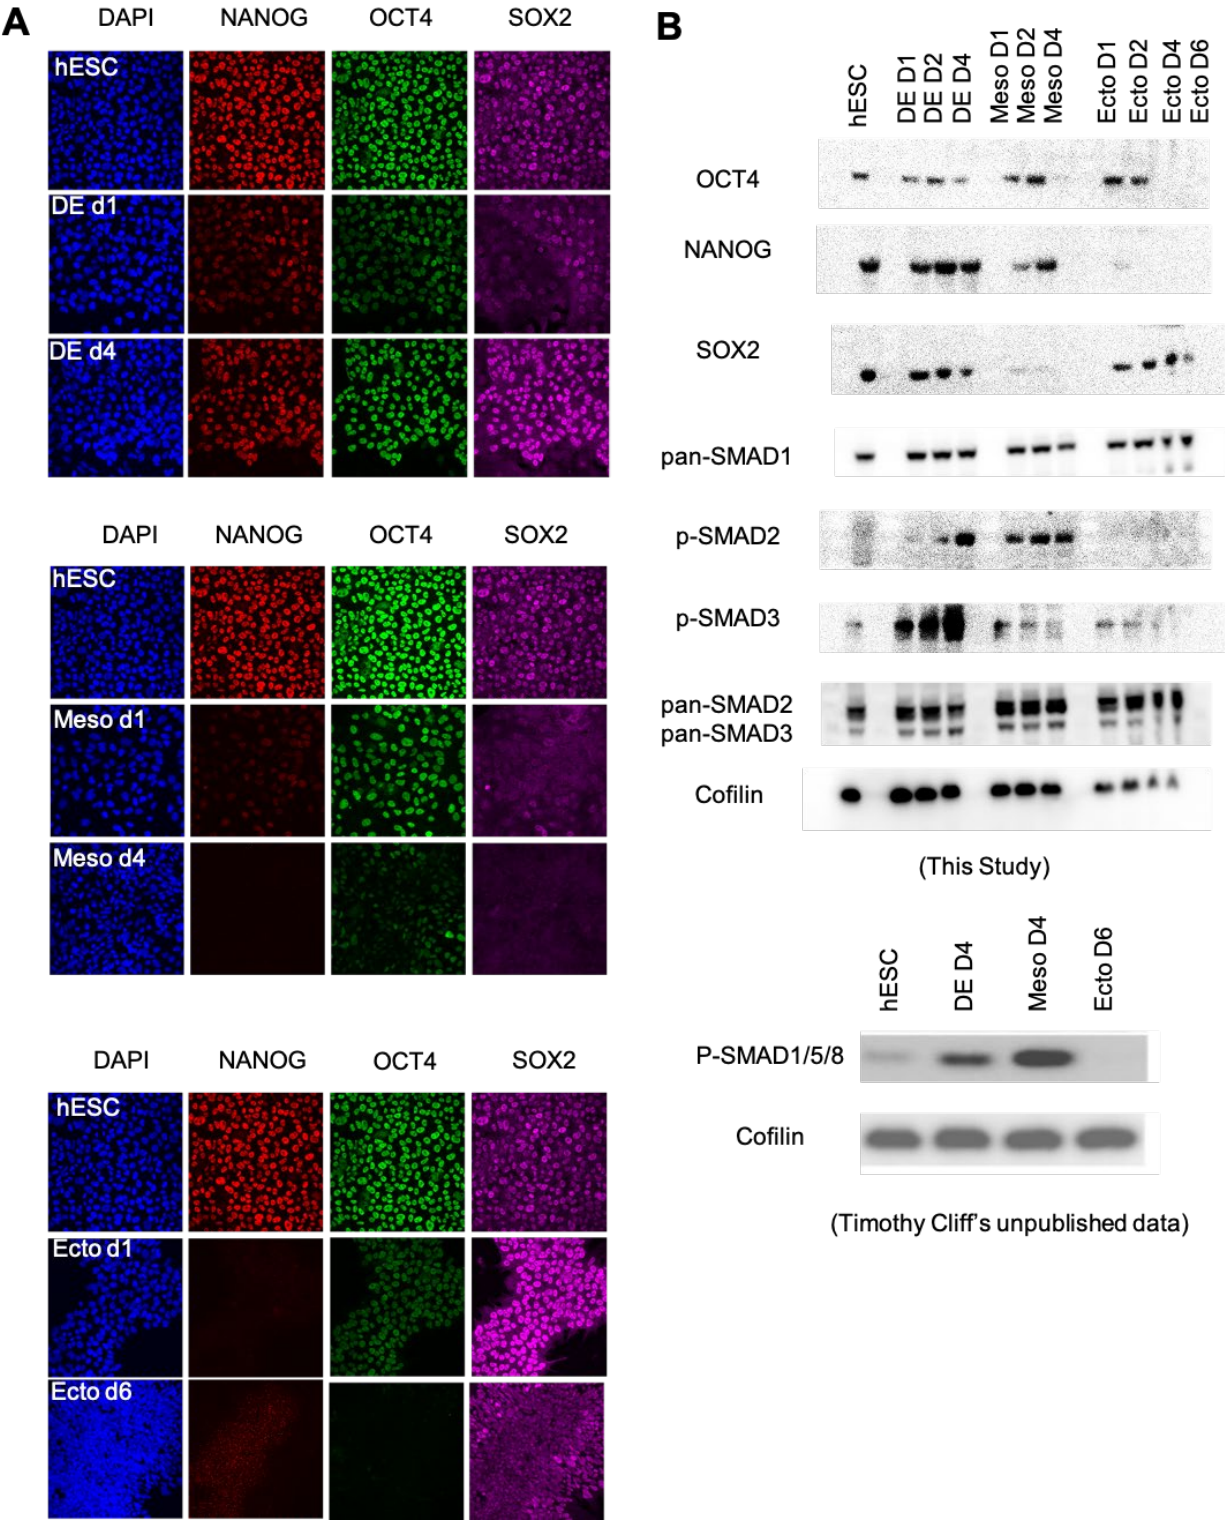 A
DAPI NANOG OCT4 SOX2
hESC
DE d1
DE d4
DAPI NANOG OCT4 SOX2
hESC
Meso d1
Meso d4
DAPI NANOG OCT4 SOX2
hESC
Ecto d1
Ecto d6
B
hESC DE D1 DE D2 DE D4 Meso D1 Meso D2 Meso D4 Ecto D1 Ecto D2 Ecto D4 Ecto D6
OCT4
NANOG
SOX2
pan-SMAD1
p-SMAD2
p-SMAD3
pan-SMAD2
pan-SMAD3
Cofilin
(This Study)
hESC DE D4 Meso D4 Ecto D6
P-SMAD1/5/8
Cofilin
(Timothy Cliff's unpublished data)